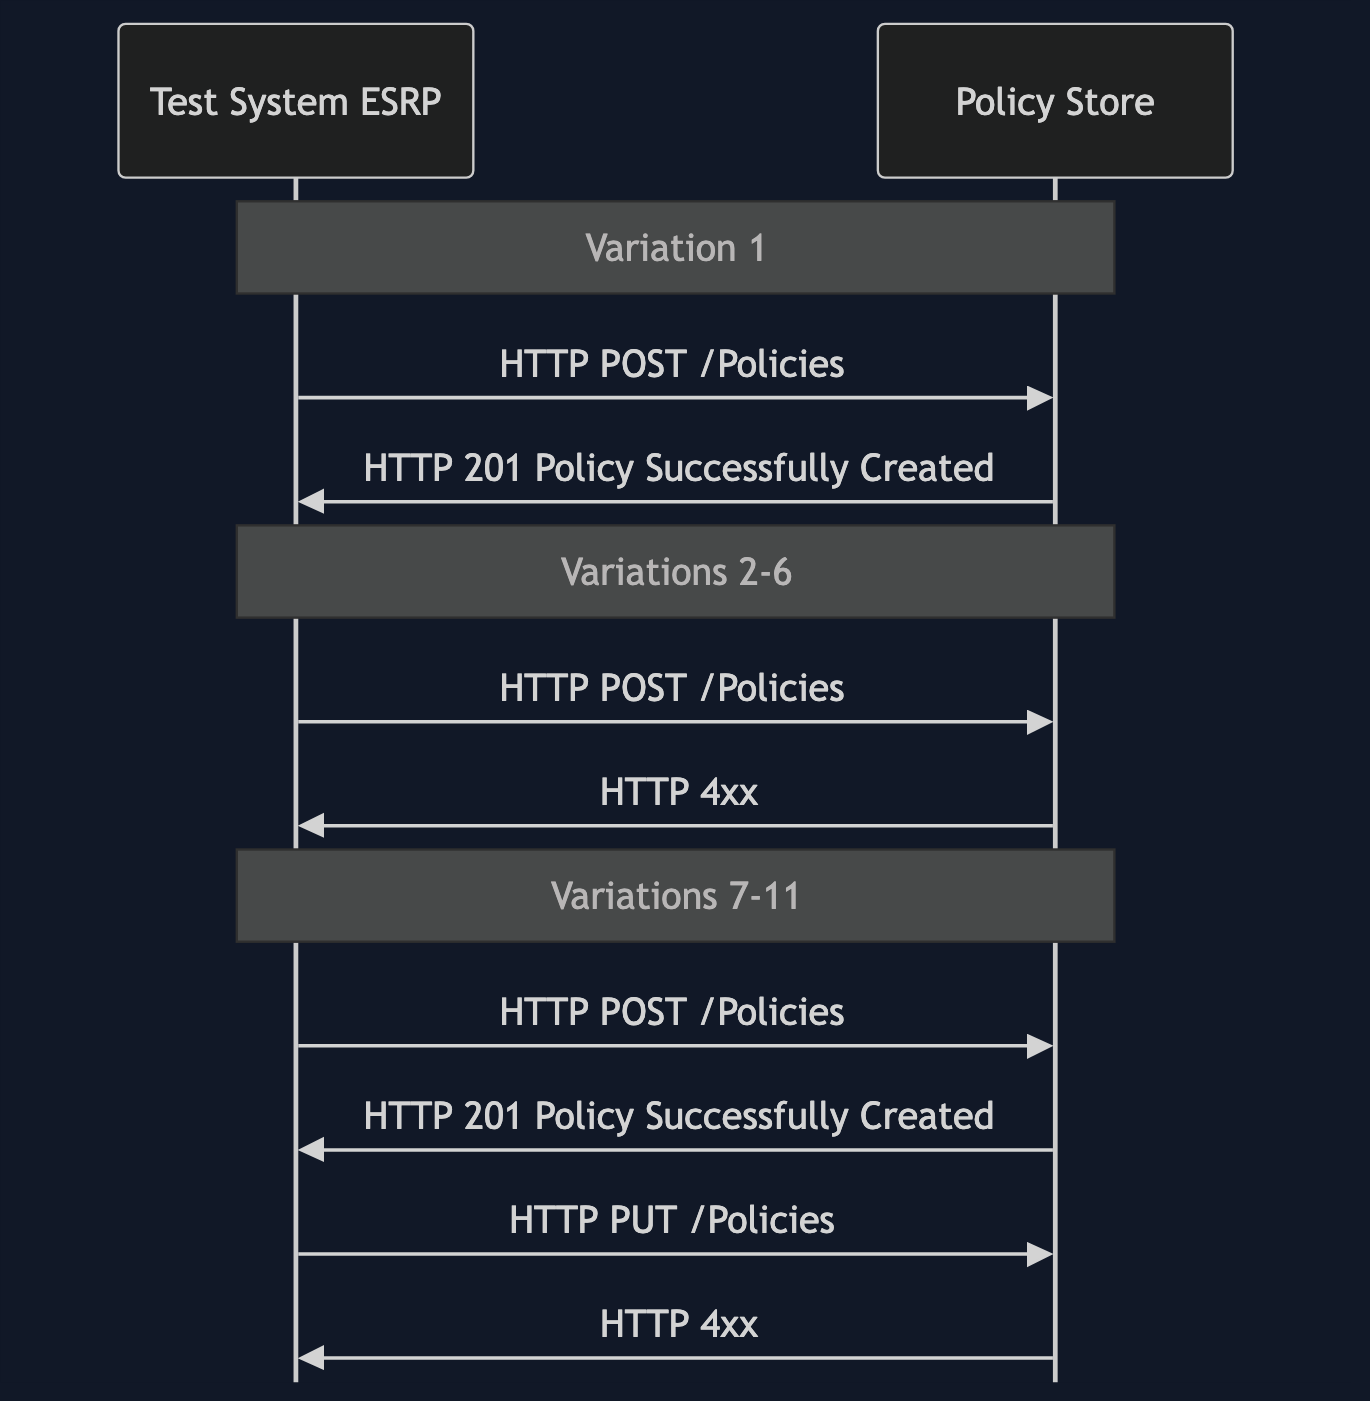 Test System ESRP
Policy Store
Variation 1
HTTP POST /Policies
HTTP 201 Policy Successfully Created
Variations 2-6
HTTP POST /Policies
HTTP 4xx
Variations 7-11
HTTP POST /Policies
HTTP 201 Policy Successfully Created
HTTP PUT /Policies
HTTP 4xx